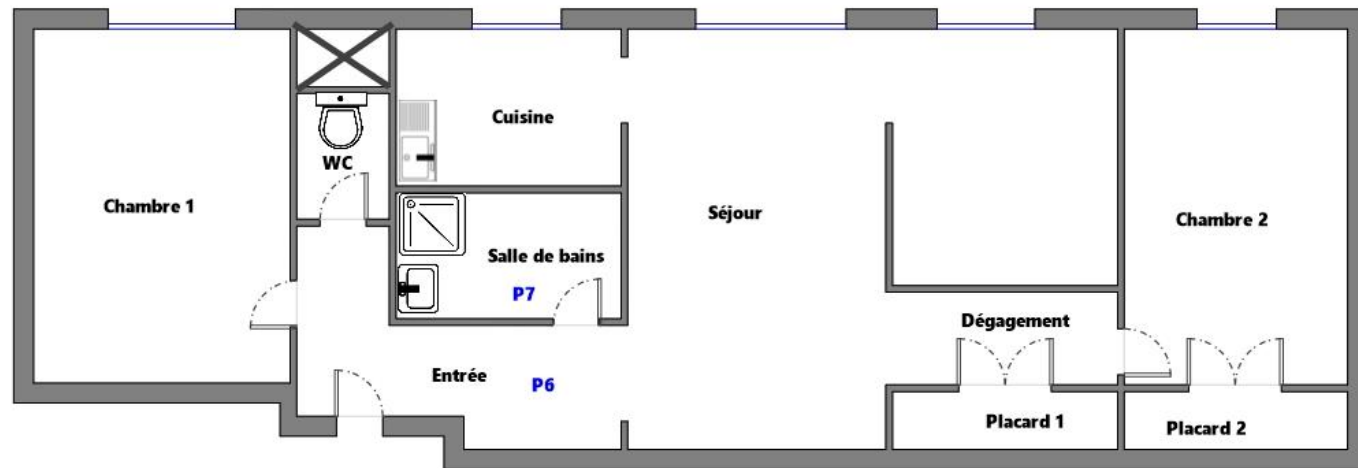 Cuisine
WC
Chambre 1
Séjour
Chambre 2
Salle de bains
P7
Dégagement
Entrée
P6
Placard 1
Placard 2